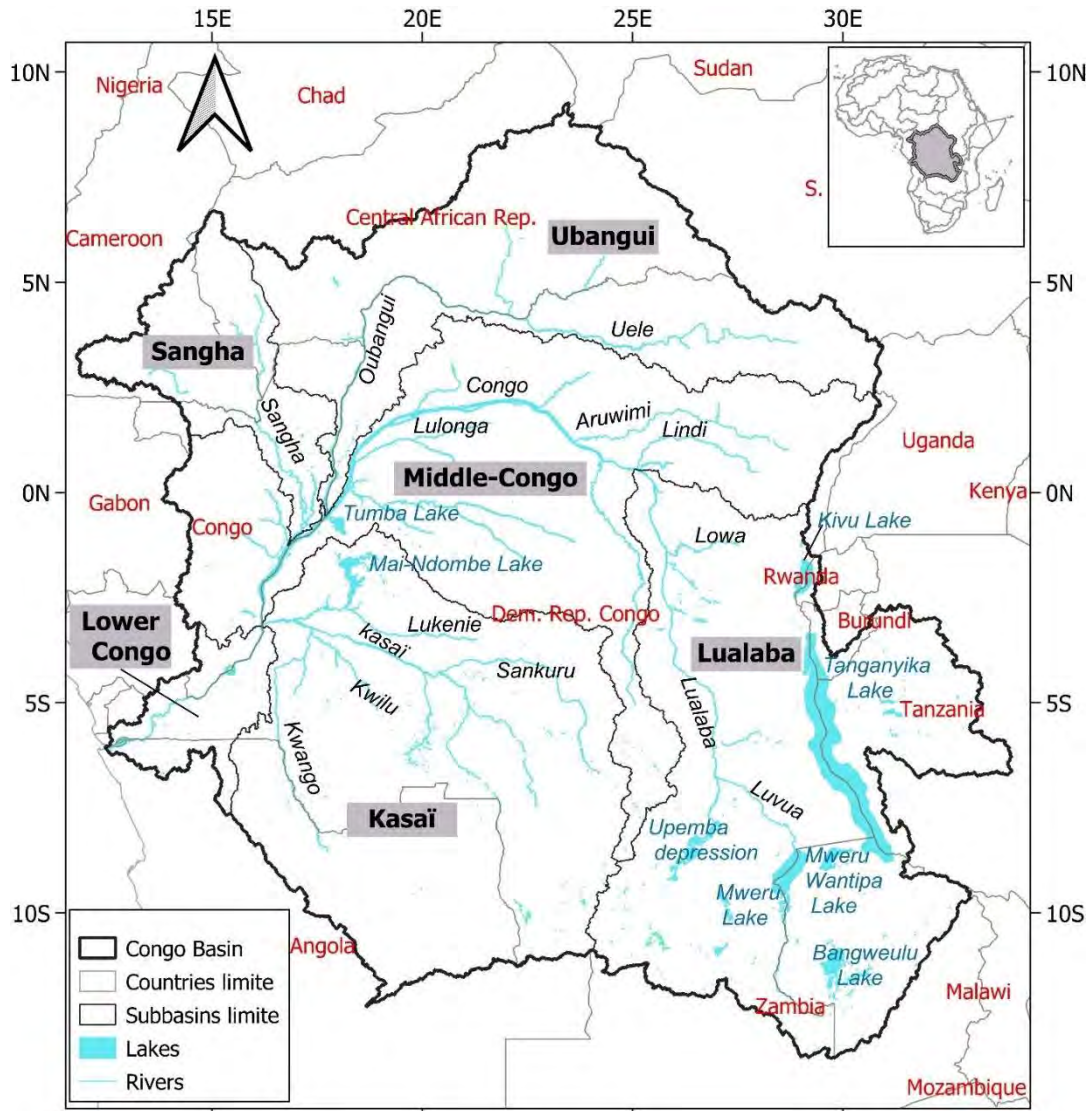 15E
20E
25E
30E
10N
10N
Nigeria
Chad
Sudan
S.
Cameroon
Central African Rep.
Ubangui
5N
5N
Sangha
Oubangui
Uele
Congo
Lulonga
Aruwimi
Lindi
Sangha
Middle-Congo
Uganda
Gabon
0N
0N
Kenya
Congo
Tumba Lake
Kivu Lake
Lowa
Mai-Ndombe Lake
Rwanda
Dem. Rep. Congo
Burundi
Lower
Congo
kasaï
Lukenie
Lualaba
Sankuru
Tanganyika
Lake
Kwilu
Lualaba
5S
5S
Tanzania
Kwango
Luvua
Kasaï
Upemba
depression
Mweru
Wantipa
Lake
Mweru
Lake
10S
10S
Angola
Bangweulu
Lake
Zambia
Malawi
Mozambique
Congo Basin
Countries limite
Subbasins limite
Lakes
Rivers